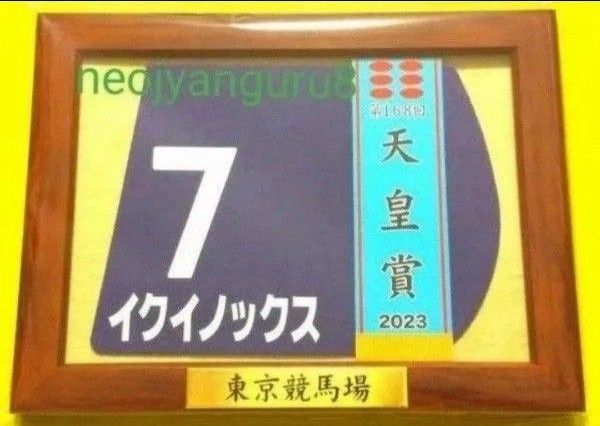 neojyanguru8
第168回
天皇賞
2023
7
イクイノックス
東京競馬場